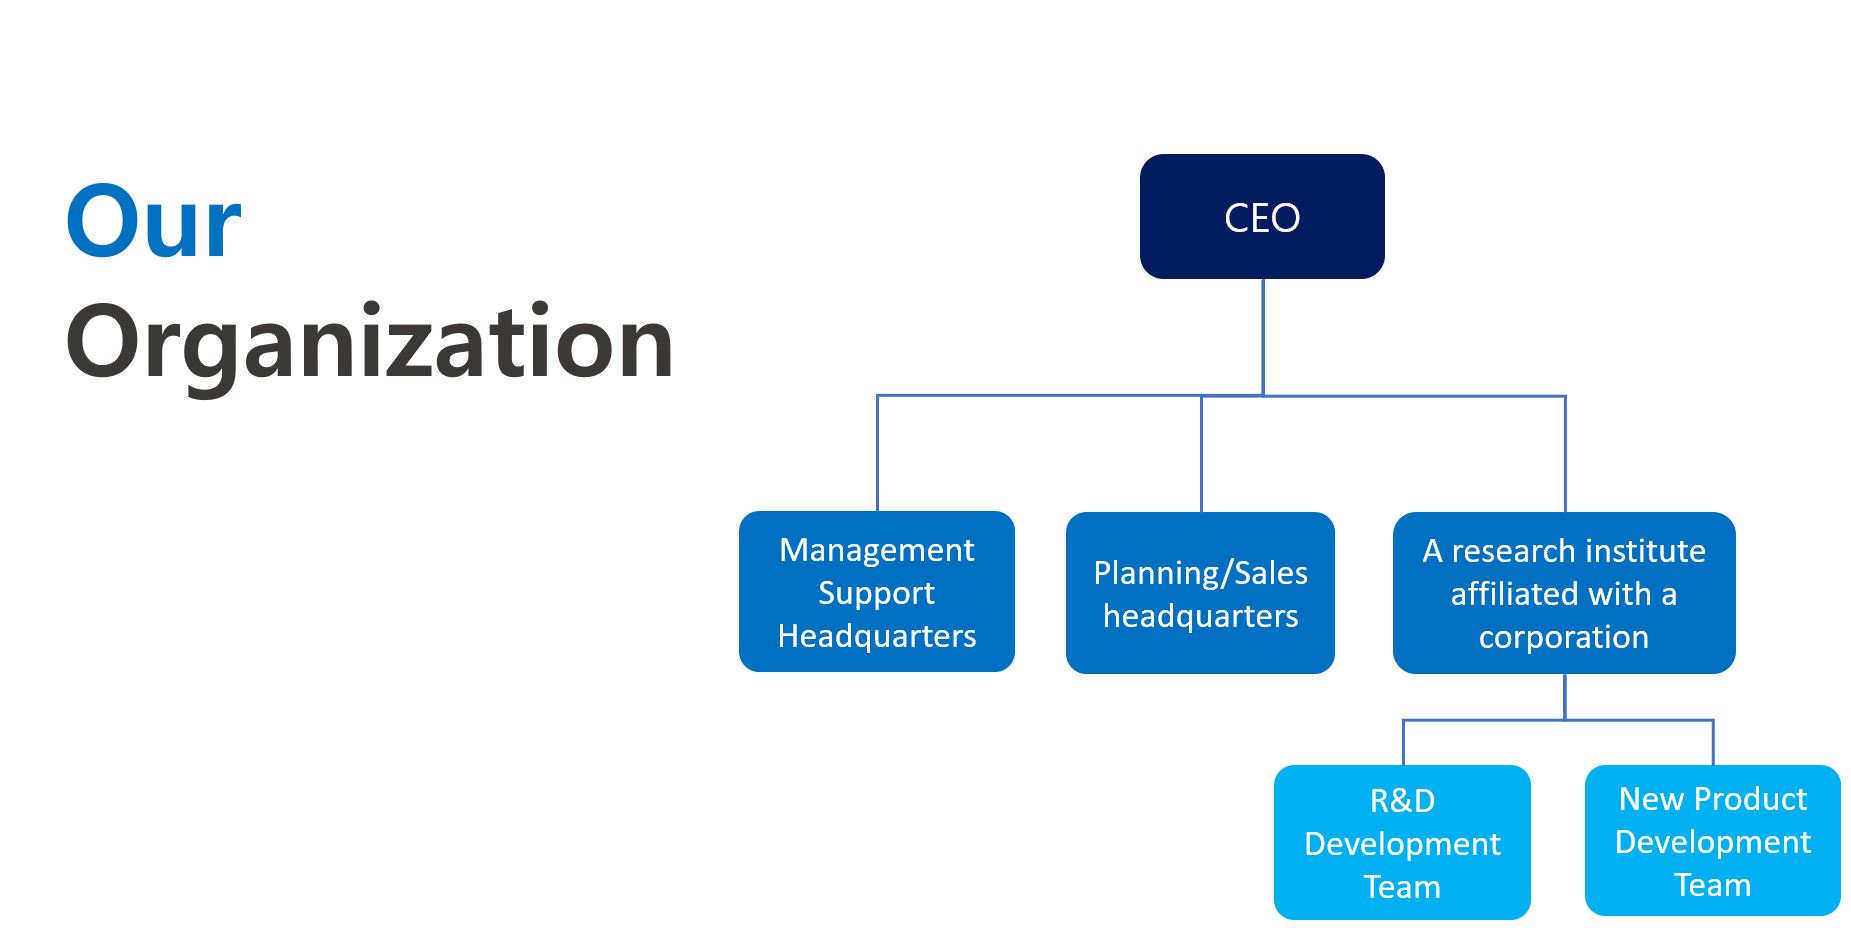 Our
Organization
CEO
Management
Support
Headquarters
Planning/Sales
headquarters
A research institute
affiliated with a
corporation
R&D
Development
Team
New Product
Development
Team